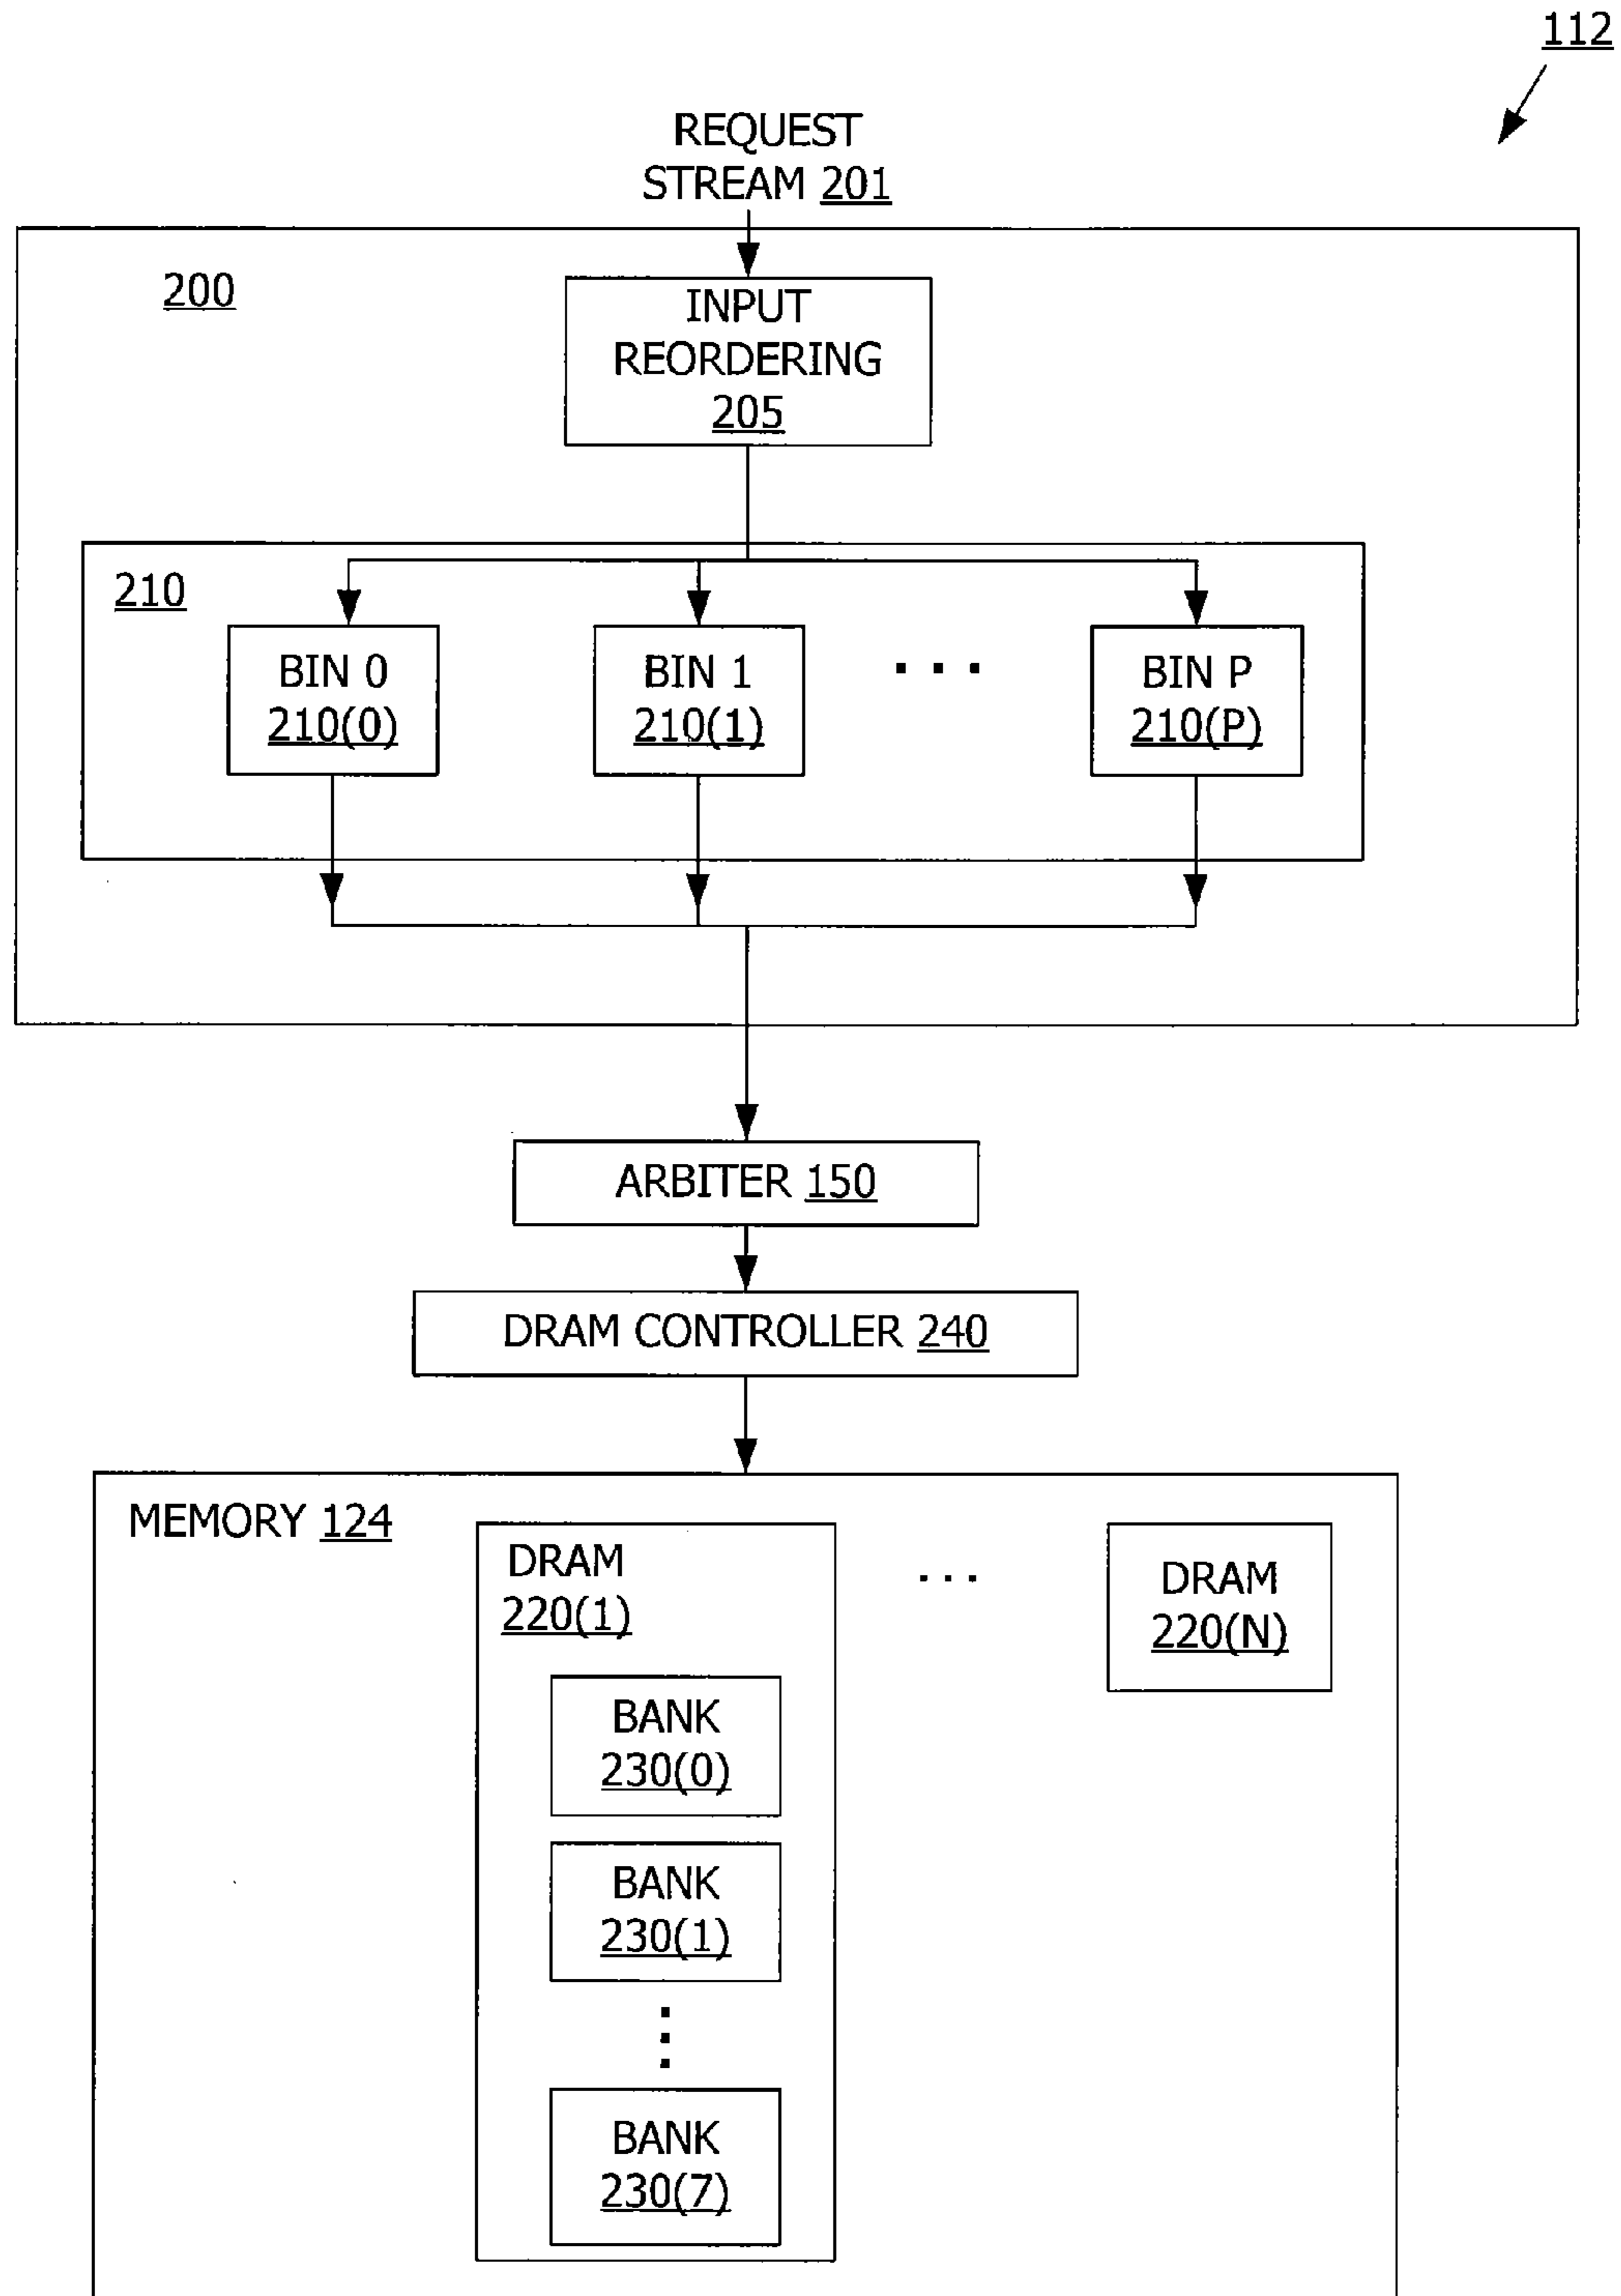 112
REQUEST
STREAM 201
200
INPUT
REORDERING
205
210
BIN 0
210(0)
BIN 1
210(1)
. . .
BIN P
210(P)
ARBITER 150
DRAM CONTROLLER 240
MEMORY 124
DRAM
220(1)
...
DRAM
220(N)
BANK
230(0)
BANK
230(1)
BANK
230(7)